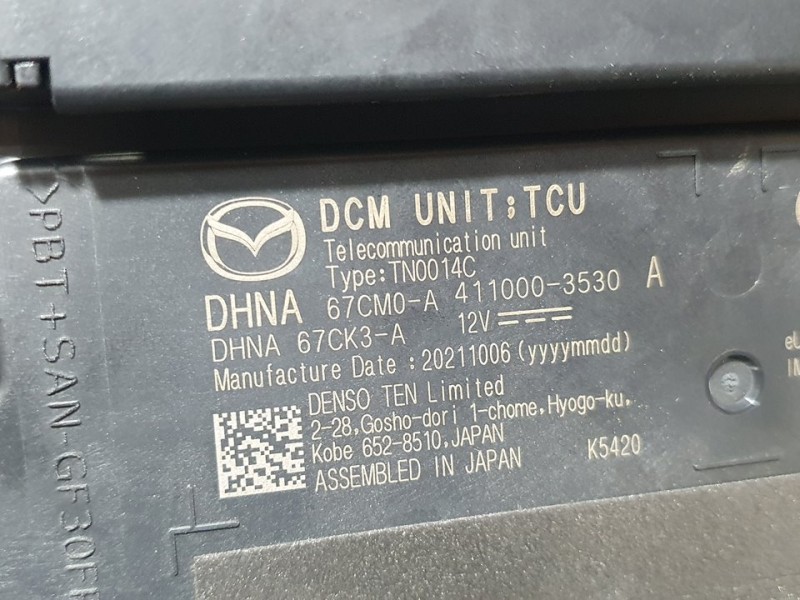 DCM UNIT;TCU
Telecommunication unit
Type:TN0014C
DHNA 67CM0-A 411000-3530 A
DHNA 67CK3-A 12V
Manufacture Date :20211006(yyyymmdd)
DENSO TEN Limited
2-28,Gosho-dori 1-chome,Hyogo-ku,
Kobe 652-8510,JAPAN
ASSEMBLED IN JAPAN K5420
>PBT+SAN-GF30F